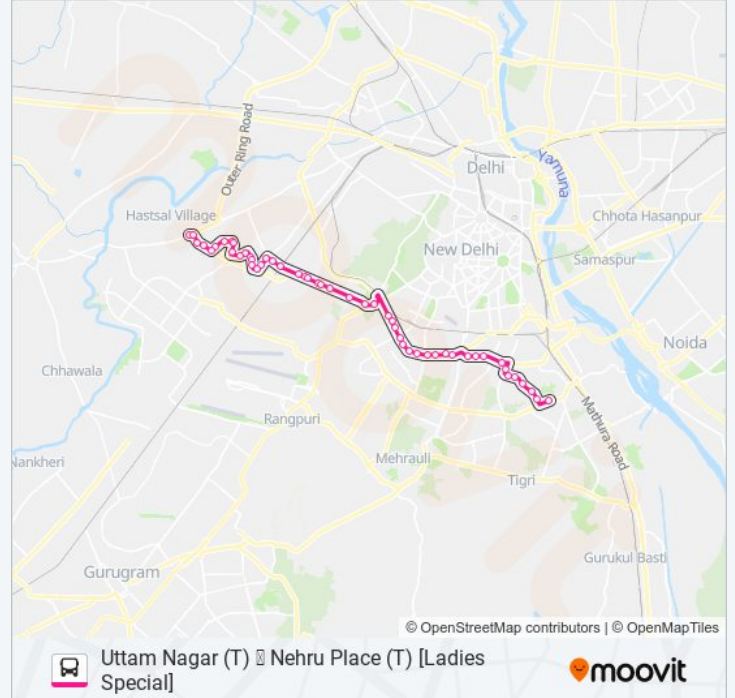 Outer Ring Road
Delhi
Yamuna
Hastsal Village
Chhota Hasanpur
New Delhi
Samaspur
Noida
Chhawala
Rangpuri
Mathura Road
Mehrauli
Nankheri
Tigri
Gurukul Basti
Gurugram
© OpenStreetMap contributors | © OpenMapTiles
Uttam Nagar (T) Nehru Place (T) [Ladies
Special]
moovit